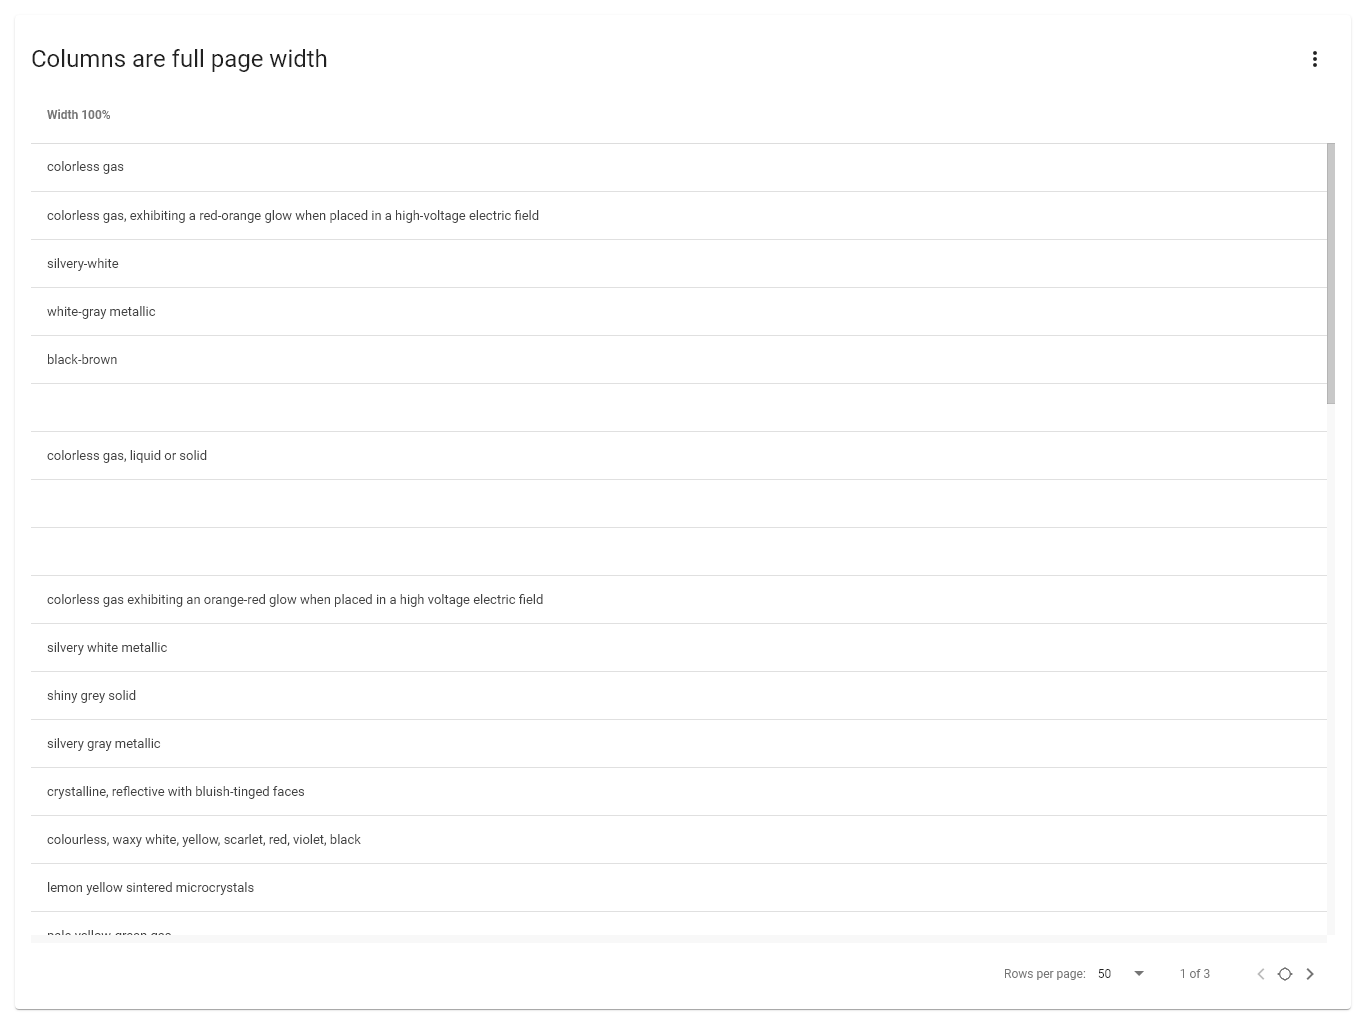 Columns are full page width
Width 100%
colorless gas
colorless gas, exhibiting a red-orange glow when placed in a high-voltage electric field
silvery-white
white-gray metallic
black-brown
colorless gas, liquid or solid
colorless gas exhibiting an orange-red glow when placed in a high voltage electric field
silvery white metallic
shiny grey solid
silvery gray metallic
crystalline, reflective with bluish-tinged faces
colourless, waxy white, yellow, scarlet, red, violet, black
lemon yellow sintered microcrystals
pale yellow-green gas
Rows per page: 50 1 of 3